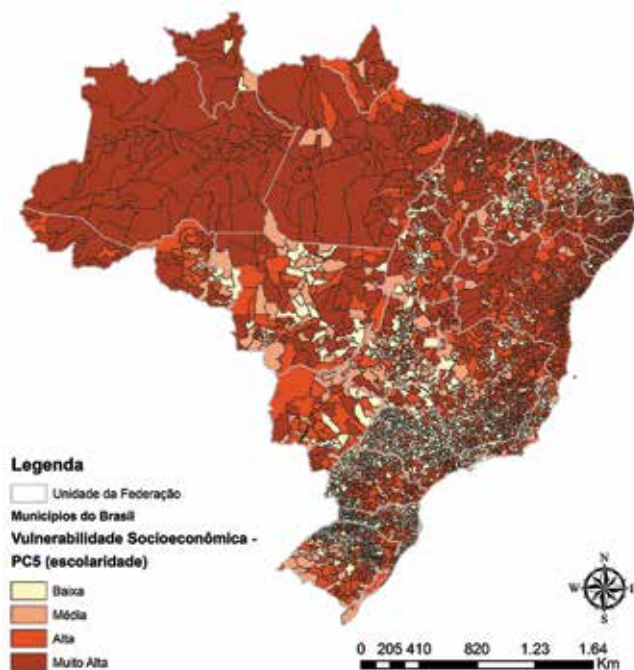 Legenda
Unidade da Federação
Municípios do Brasil
Vulnerabilidade Socioeconômica -
PC5 (escolaridade)
Baixa
Média
Alta
Muito Alta
N
W E
S
0 205 410 820 1.23 1.64
Km